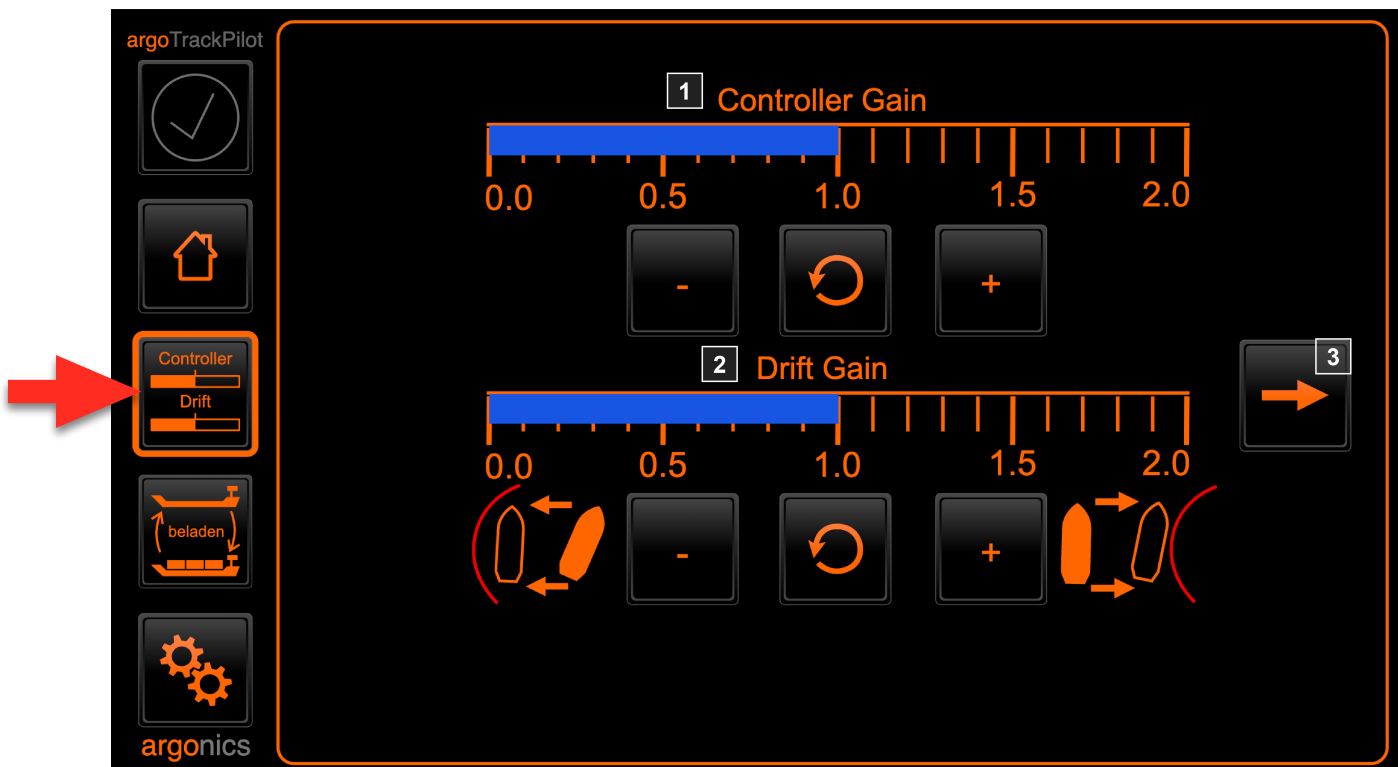 argoTrackPilot
1 Controller Gain
0.0 0.5 1.0 1.5 2.0
- +
Controller
Drift
2 Drift Gain
3
0.0 0.5 1.0 1.5 2.0
beladen
- +
argonics